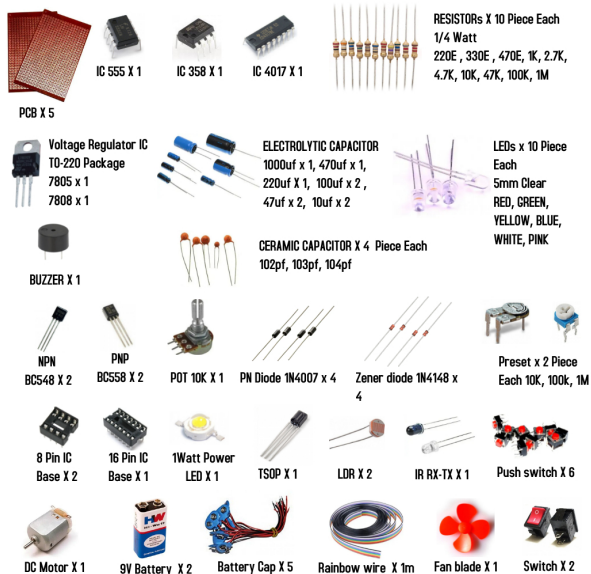 PCB X 5
IC 555 X 1
IC 358 X 1
IC 4017 X 1
RESISTORs X 10 Piece Each
1/4 Watt
220E , 330E , 470E, 1K, 2.7K,
4.7K, 10K, 47K, 100K, 1M
Voltage Regulator IC
TO-220 Package
7805 x 1
7808 x 1
ELECTROLYTIC CAPACITOR
1000uf x 1, 470uf x 1,
220uf X 1, 100uf x 2 ,
47uf x 2, 10uf x 2
LEDs x 10 Piece
Each
5mm Clear
RED, GREEN,
YELLOW, BLUE,
WHITE, PINK
BUZZER X 1
CERAMIC CAPACITOR X 4 Piece Each
102pf, 103pf, 104pf
NPN
BC548 X 2
PNP
BC558 X 2
POT 10K X 1
PN Diode 1N4007 x 4
Zener diode 1N4148 x
4
Preset x 2 Piece
Each 10K, 100k, 1M
8 Pin IC
Base X 2
16 Pin IC
Base X 1
1Watt Power
LED X 1
TSOP X 1
LDR X 2
IR RX-TX X 1
Push switch X 6
DC Motor X 1
HW
9V Battery X 2
Battery Cap X 5
Rainbow wire X 1m
Fan blade X 1
Switch X 2